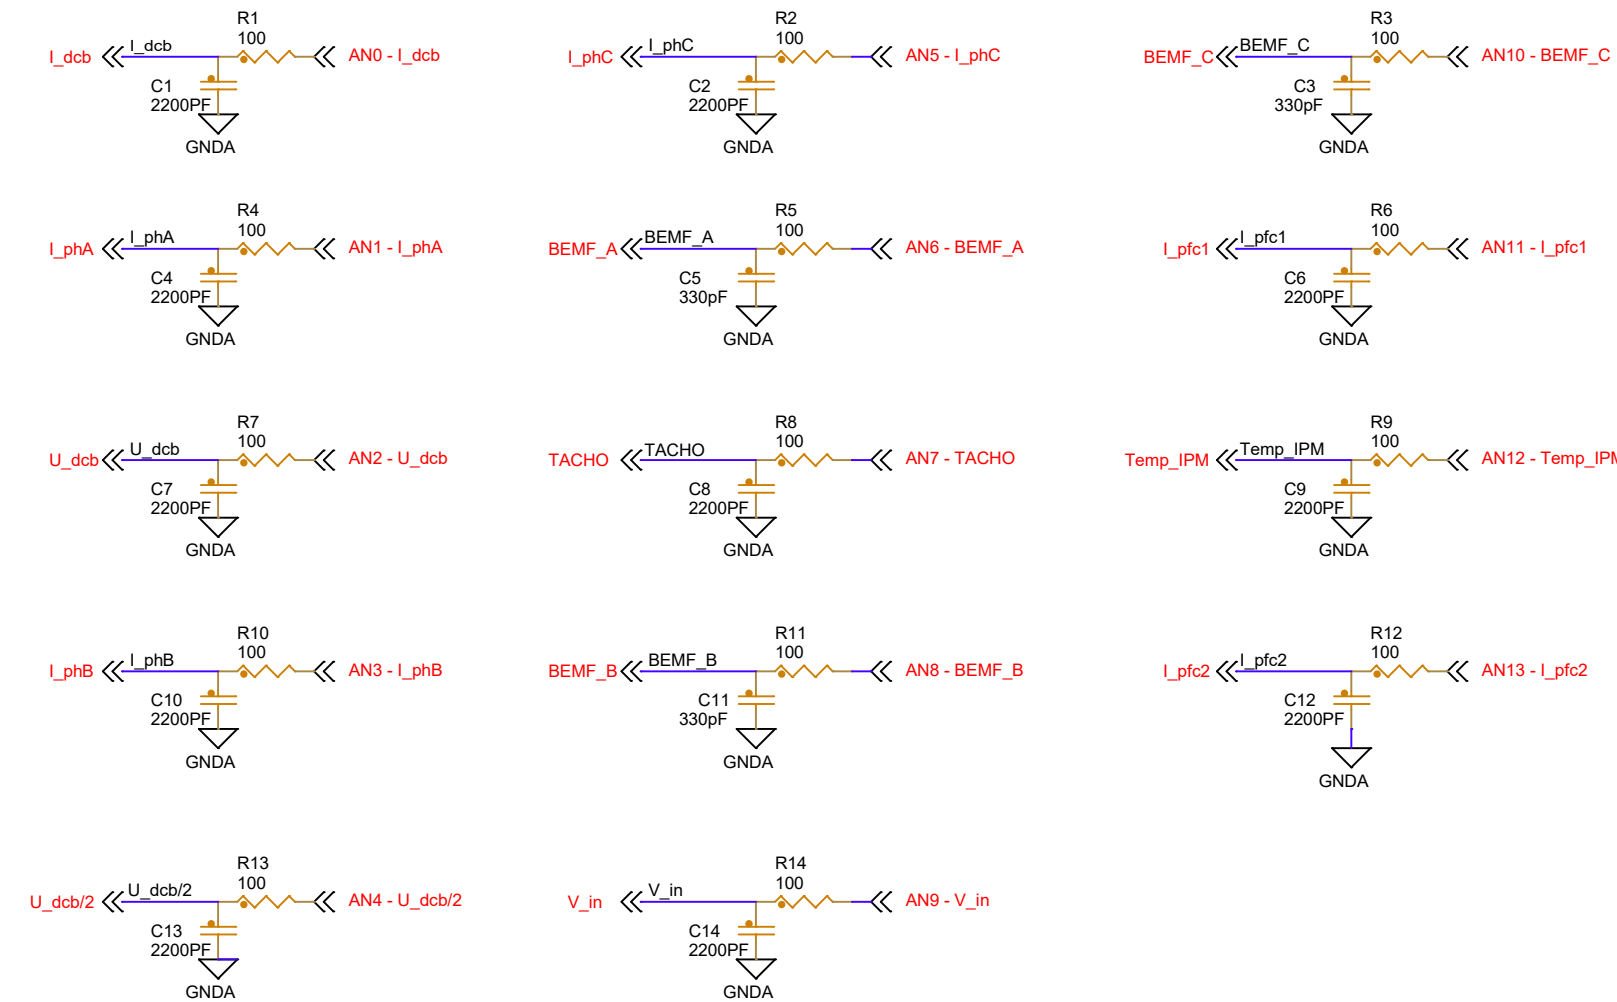 R1
100
I_dcb
I_dcb
AN0 - I_dcb
C1
2200PF
GNDA
R2
100
I_phC
I_phC
AN5 - I_phC
C2
2200PF
GNDA
R3
100
BEMF_C
BEMF_C
AN10 - BEMF_C
C3
330pF
GNDA
R4
100
I_phA
I_phA
AN1 - I_phA
C4
2200PF
GNDA
R5
100
BEMF_A
BEMF_A
AN6 - BEMF_A
C5
330pF
GNDA
R6
100
I_pfc1
I_pfc1
AN11 - I_pfc1
C6
2200PF
GNDA
R7
100
U_dcb
U_dcb
AN2 - U_dcb
C7
2200PF
GNDA
R8
100
TACHO
TACHO
AN7 - TACHO
C8
2200PF
GNDA
R9
100
Temp_IPM
Temp_IPM
AN12 - Temp_IPM
C9
2200PF
GNDA
R10
100
I_phB
I_phB
AN3 - I_phB
C10
2200PF
GNDA
R11
100
BEMF_B
BEMF_B
AN8 - BEMF_B
C11
330pF
GNDA
R12
100
I_pfc2
I_pfc2
AN13 - I_pfc2
C12
2200PF
GNDA
R13
100
U_dcb/2
U_dcb/2
AN4 - U_dcb/2
C13
2200PF
GNDA
R14
100
V_in
V_in
AN9 - V_in
C14
2200PF
GNDA